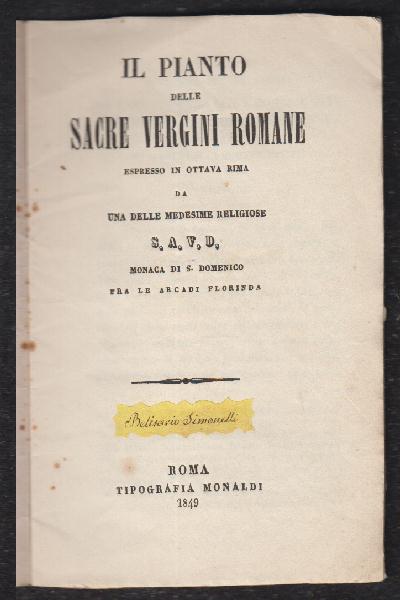 IL PIANTO
DELLE
SACRE VERGINI ROMANE
ESPRESSO IN OTTAVA RIMA
DA
UNA DELLE MEDESIME RELIGIOSE
S. A. V. D.
MONACA DI S. DOMENICO
FRA LE ARCADI FLORINDA
Belisario Simonelli
ROMA
TIPOGRAFIA MONALDI
1849